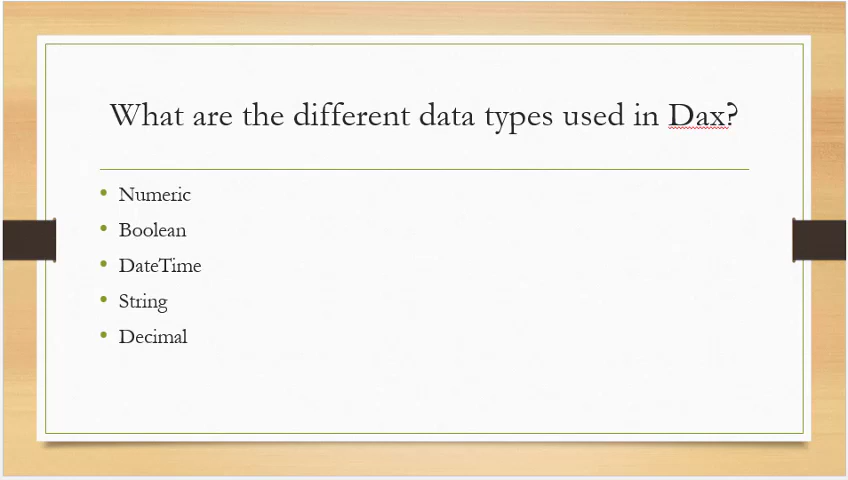 What are the different data types used in Dax?
• Numeric
• Boolean
• DateTime
• String
• Decimal